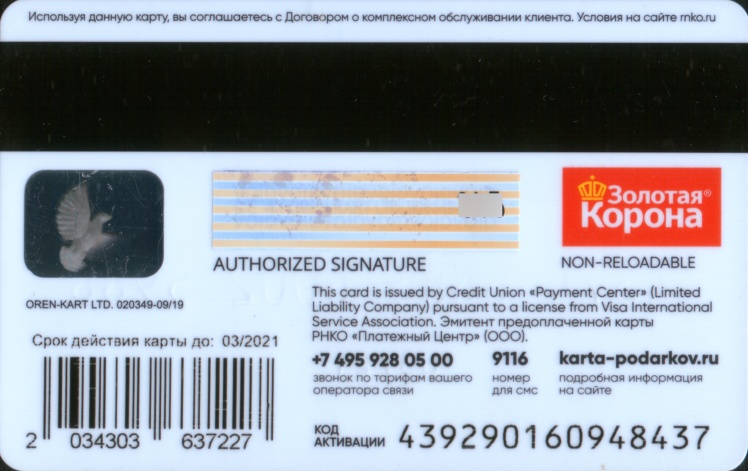 Используя данную карту, вы соглашаетесь с Договором о комплексном обслуживании клиента. Условия на сайте rnko.ru
Золотая®
Корона
AUTHORIZED SIGNATURE
NON-RELOADABLE
OREN-KART LTD. 020349-09/19
This card is issued by Credit Union «Payment Center» (Limited
Liability Company) pursuant to a license from Visa International
Service Association. Эмитент предоплаченной карты
РНКО «Платежный Центр» (ООО).
Срок действия карты до: 03/2021
+7 495 928 05 00
звонок по тарифам вашего
оператора связи
9116
номер
для смс
karta-podarkov.ru
подробная информация
на сайте
2 034303 637227
КОД
АКТИВАЦИИ
439290160948437